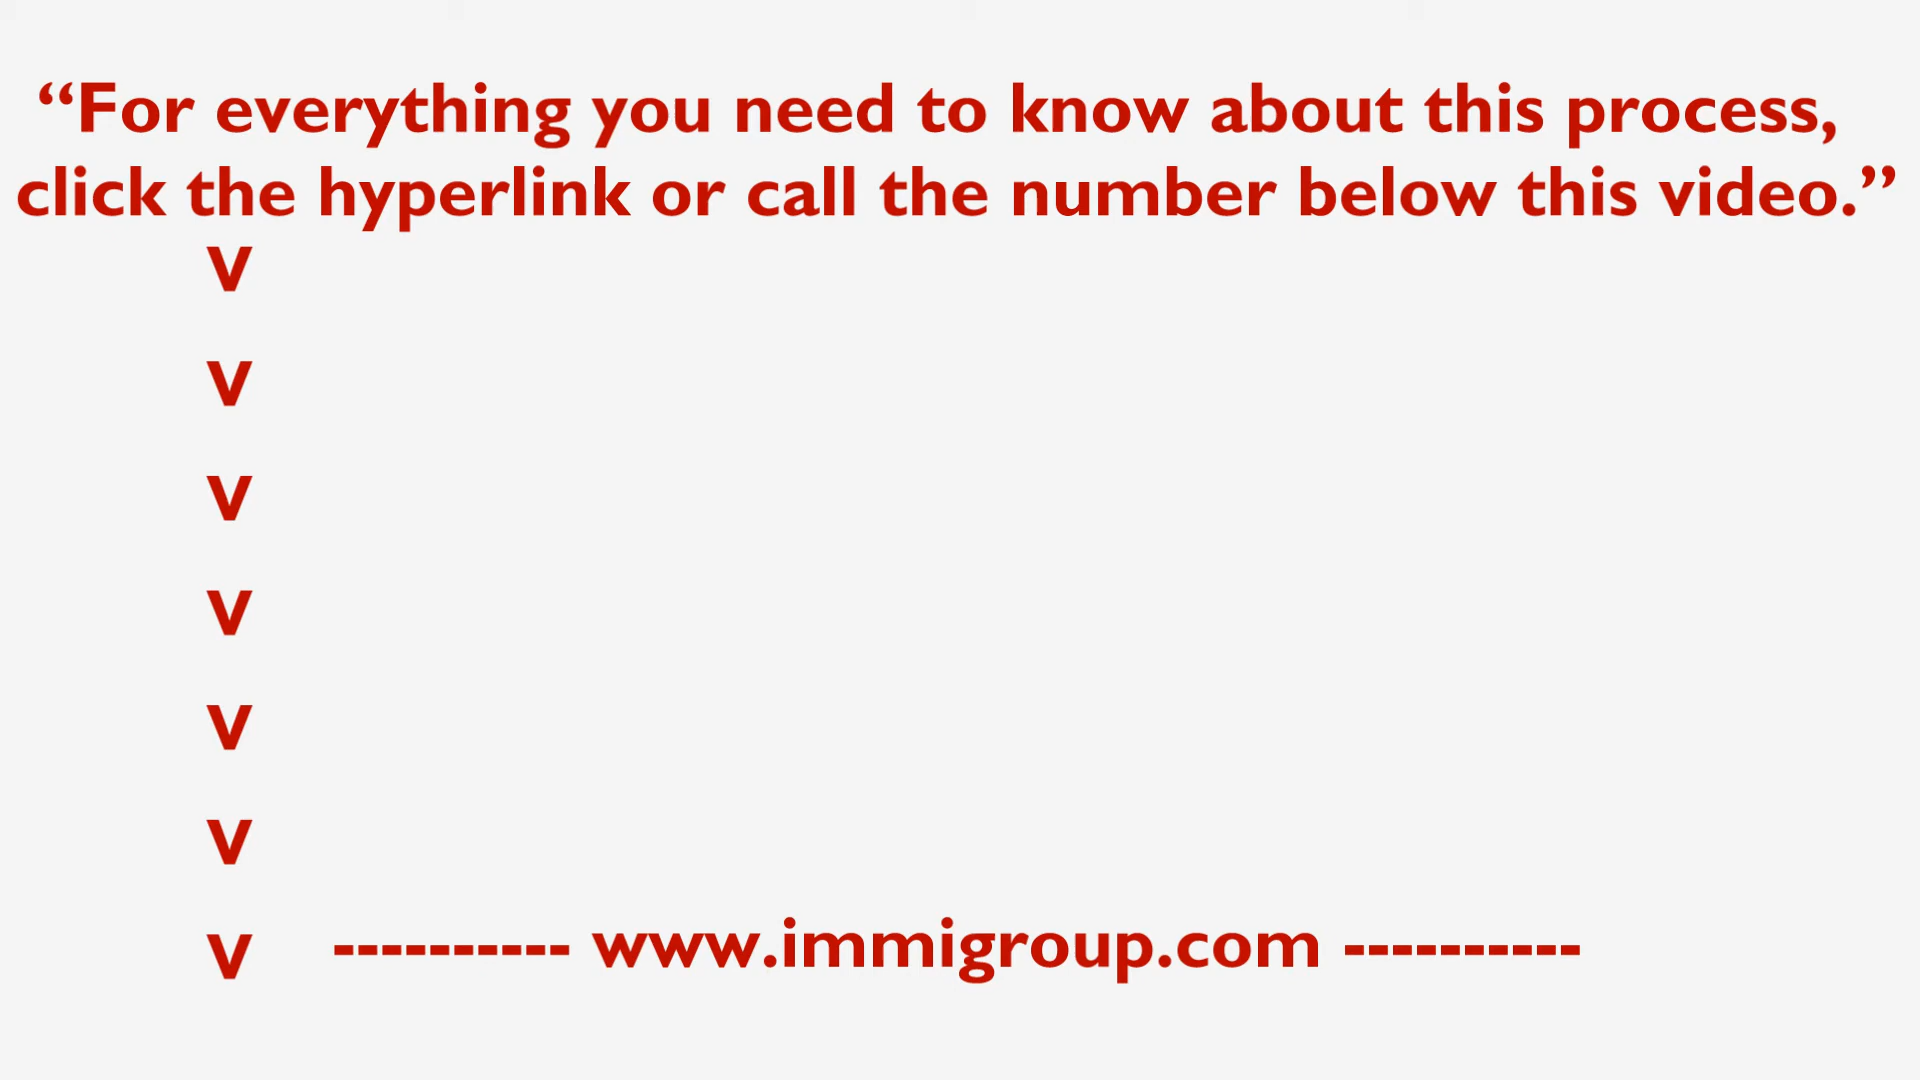 “For everything you need to know about this process,
click the hyperlink or call the number below this video.”
V
V
V
V
V
V
V ---------- www.immigroup.com ----------